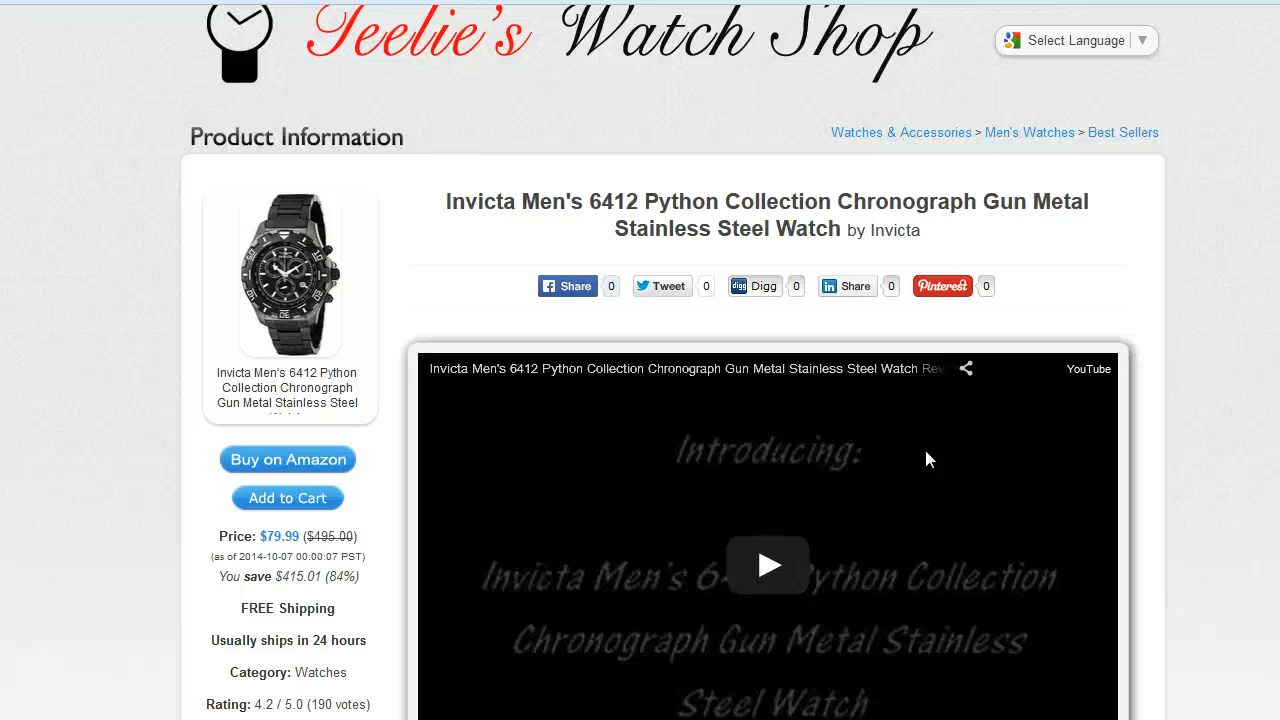 Teelie's Watch Shop
Select Language
Product Information
Watches & Accessories > Men's Watches > Best Sellers
Invicta Men's 6412 Python Collection Chronograph Gun Metal
Stainless Steel Watch by Invicta
Share 0 Tweet 0 digg Digg 0 in Share 0 Pinterest 0
Invicta Men's 6412 Python
Collection Chronograph
Gun Metal Stainless Steel
Buy on Amazon
Add to Cart
Price: $79.99 ($495.00)
(as of 2014-10-07 00:00:07 PST)
You save $415.01 (84%)
FREE Shipping
Usually ships in 24 hours
Category: Watches
Rating: 4.2 / 5.0 (190 votes)
Invicta Men's 6412 Python Collection Chronograph Gun Metal Stainless Steel Watch Rev
YouTube
Introducing:
Invicta Men's 6 Python Collection
Chronograph Gun Metal Stainless
Steel Watch